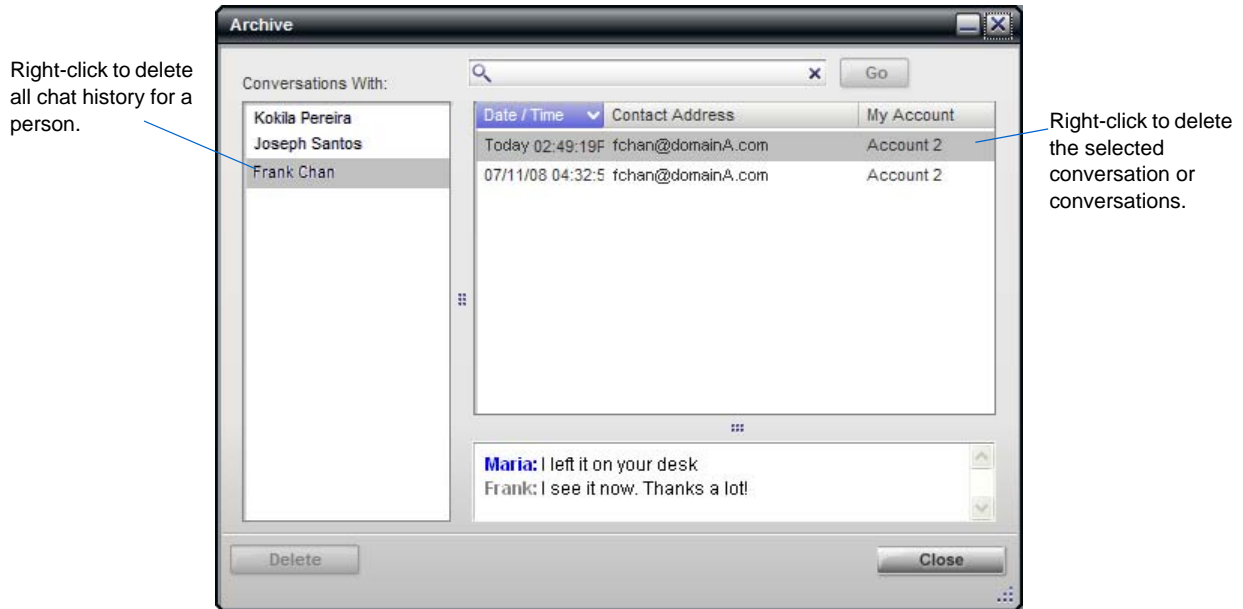 Archive
Right-click to delete
all chat history for a
person.
Conversations With:
Go
Kokila Pereira
Joseph Santos
Frank Chan
Date / Time
Contact Address
My Account
Today 02:49:19P
fchan@domainA.com
Account 2
07/11/08 04:32:5
fchan@domainA.com
Account 2
Right-click to delete
the selected
conversation or
conversations.
Maria: I left it on your desk
Frank: I see it now. Thanks a lot!
Delete
Close